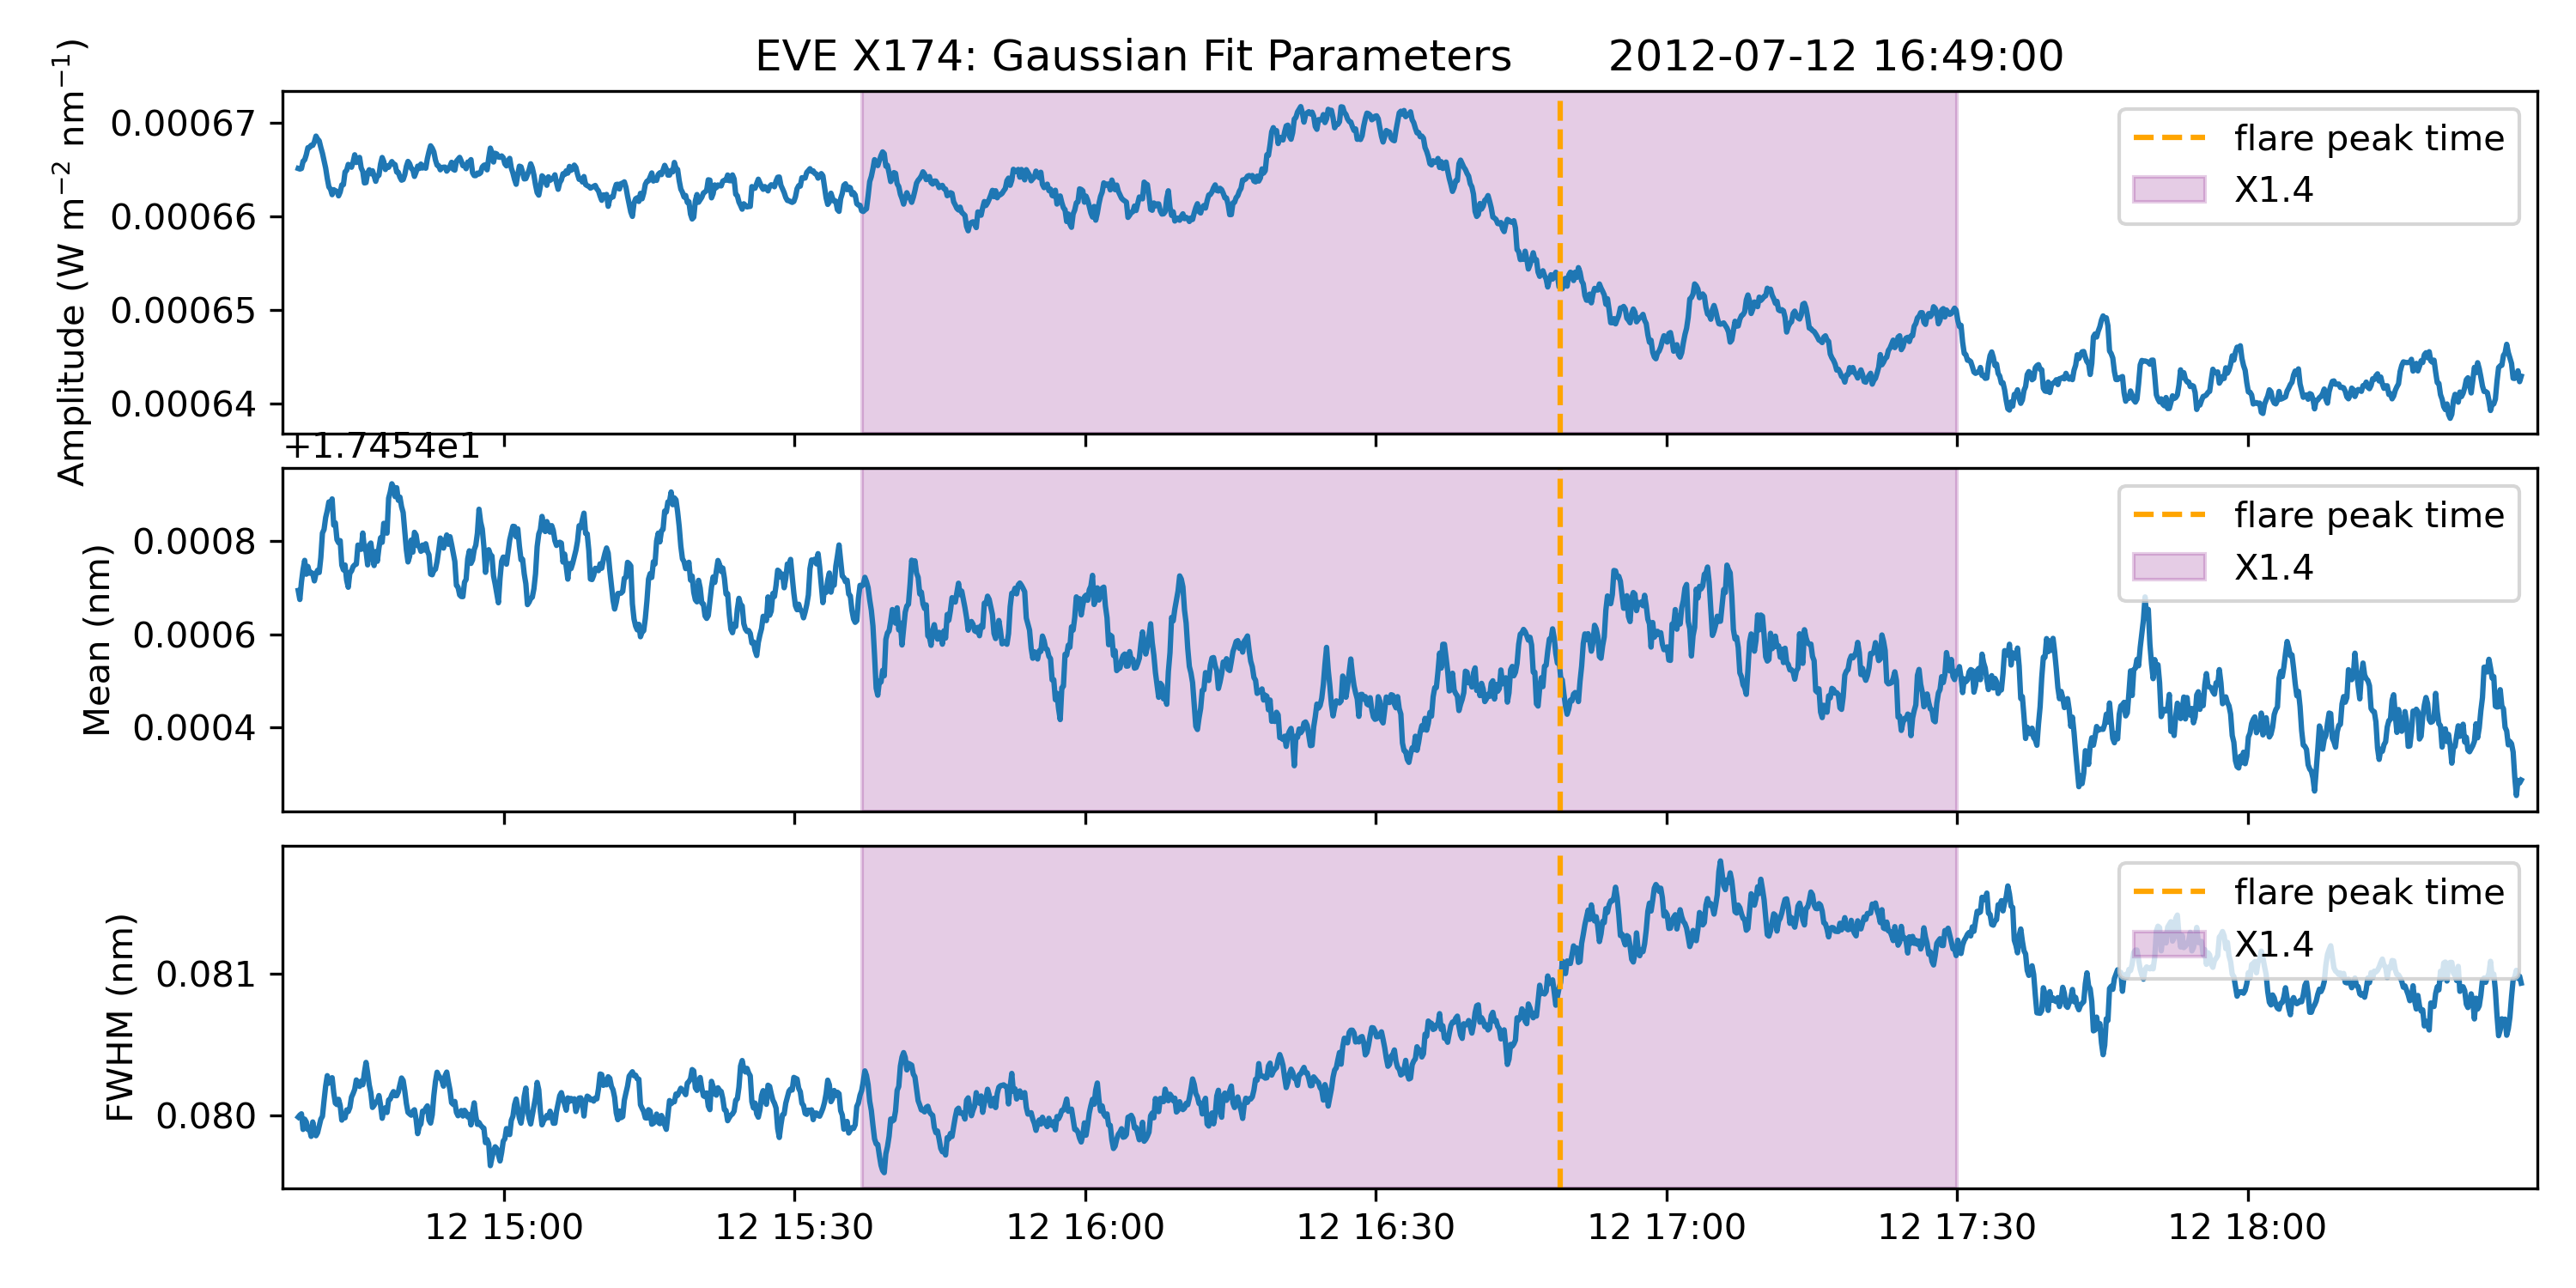 EVE X174: Gaussian Fit Parameters 2012-07-12 16:49:00
Amplitude (W m⁻² nm⁻¹)
0.00067
0.00066
0.00065
0.00064
flare peak time
X1.4
+1.7454e1
Mean (nm)
0.0008
0.0006
0.0004
flare peak time
X1.4
FWHM (nm)
0.081
0.080
flare peak time
X1.4
12 15:00 12 15:30 12 16:00 12 16:30 12 17:00 12 17:30 12 18:00